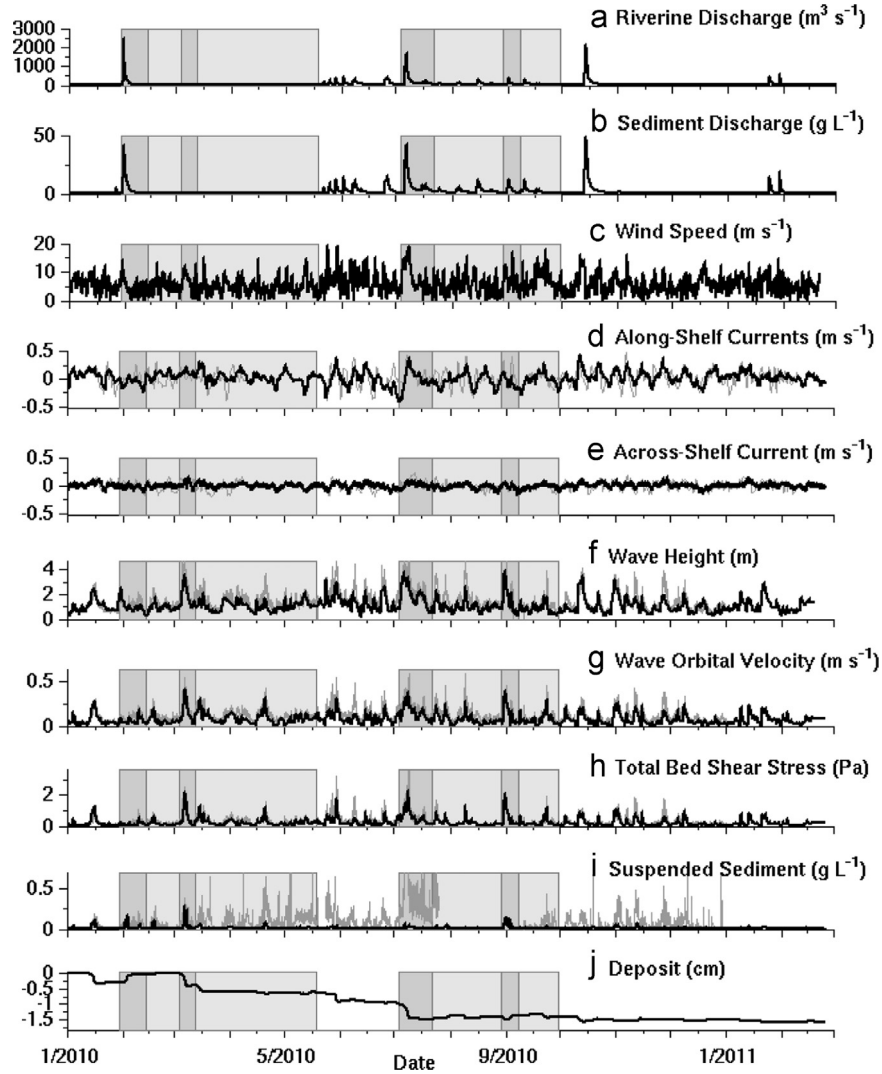 a Riverine Discharge (m³ s⁻¹)
3000
2000
1000
0
b Sediment Discharge (g L⁻¹)
50
0
c Wind Speed (m s⁻¹)
20
10
0
d Along-Shelf Currents (m s⁻¹)
0.5
0
-0.5
e Across-Shelf Current (m s⁻¹)
0.5
0
-0.5
f Wave Height (m)
4
2
0
g Wave Orbital Velocity (m s⁻¹)
0.5
0
h Total Bed Shear Stress (Pa)
2
0
i Suspended Sediment (g L⁻¹)
0.5
0
j Deposit (cm)
0
-0.5
-1
-1.5
1/2010 5/2010 9/2010 1/2011
Date